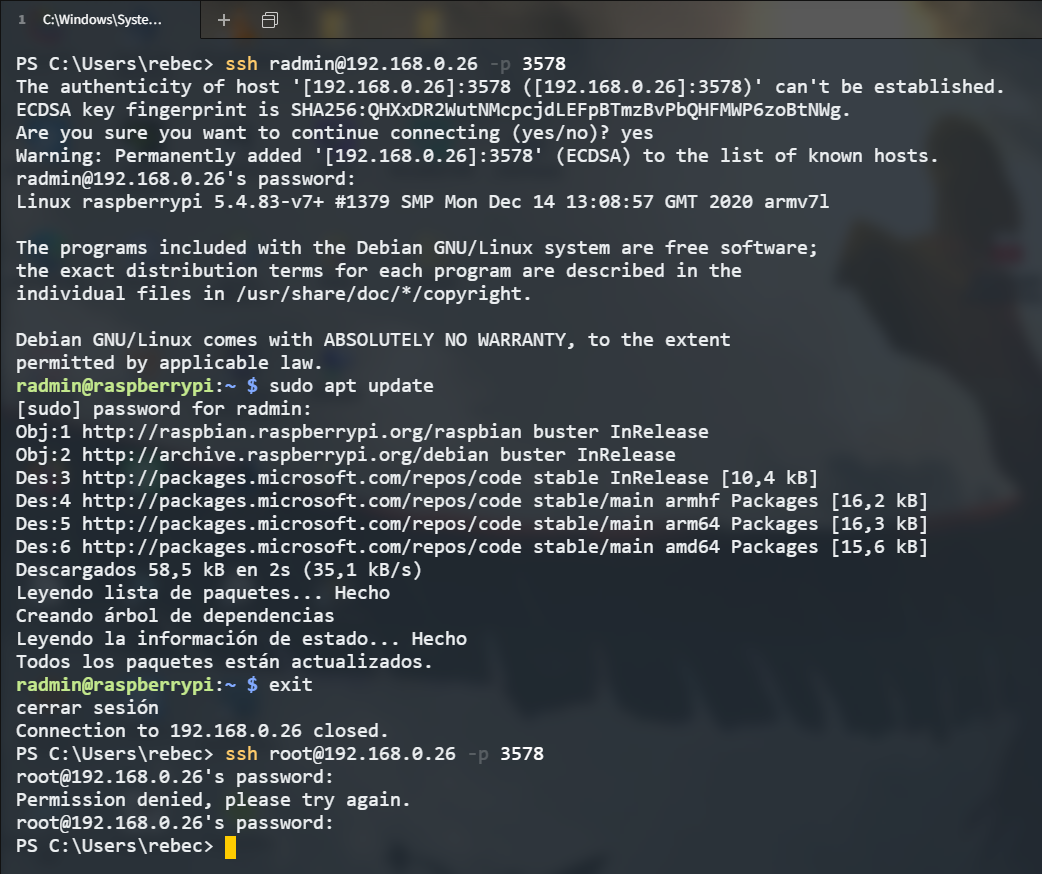 1 C:\Windows\Syste...
PS C:\Users\rebec> ssh radmin@192.168.0.26 -p 3578
The authenticity of host '[192.168.0.26]:3578 ([192.168.0.26]:3578)' can't be established.
ECDSA key fingerprint is SHA256:QHXxDR2WutNMcpcjdLEFpBTmzBvPbQHFMWP6zoBtNWg.
Are you sure you want to continue connecting (yes/no)? yes
Warning: Permanently added '[192.168.0.26]:3578' (ECDSA) to the list of known hosts.
radmin@192.168.0.26's password:
Linux raspberrypi 5.4.83-v7+ #1379 SMP Mon Dec 14 13:08:57 GMT 2020 armv7l

The programs included with the Debian GNU/Linux system are free software;
the exact distribution terms for each program are described in the
individual files in /usr/share/doc/*/copyright.

Debian GNU/Linux comes with ABSOLUTELY NO WARRANTY, to the extent
permitted by applicable law.
radmin@raspberrypi:~ $ sudo apt update
[sudo] password for radmin:
Obj:1 http://raspbian.raspberrypi.org/raspbian buster InRelease
Obj:2 http://archive.raspberrypi.org/debian buster InRelease
Des:3 http://packages.microsoft.com/repos/code stable InRelease [10,4 kB]
Des:4 http://packages.microsoft.com/repos/code stable/main armhf Packages [16,2 kB]
Des:5 http://packages.microsoft.com/repos/code stable/main arm64 Packages [16,3 kB]
Des:6 http://packages.microsoft.com/repos/code stable/main amd64 Packages [15,6 kB]
Descargados 58,5 kB en 2s (35,1 kB/s)
Leyendo lista de paquetes... Hecho
Creando árbol de dependencias
Leyendo la información de estado... Hecho
Todos los paquetes están actualizados.
radmin@raspberrypi:~ $ exit
cerrar sesión
Connection to 192.168.0.26 closed.
PS C:\Users\rebec> ssh root@192.168.0.26 -p 3578
root@192.168.0.26's password:
Permission denied, please try again.
root@192.168.0.26's password:
PS C:\Users\rebec>